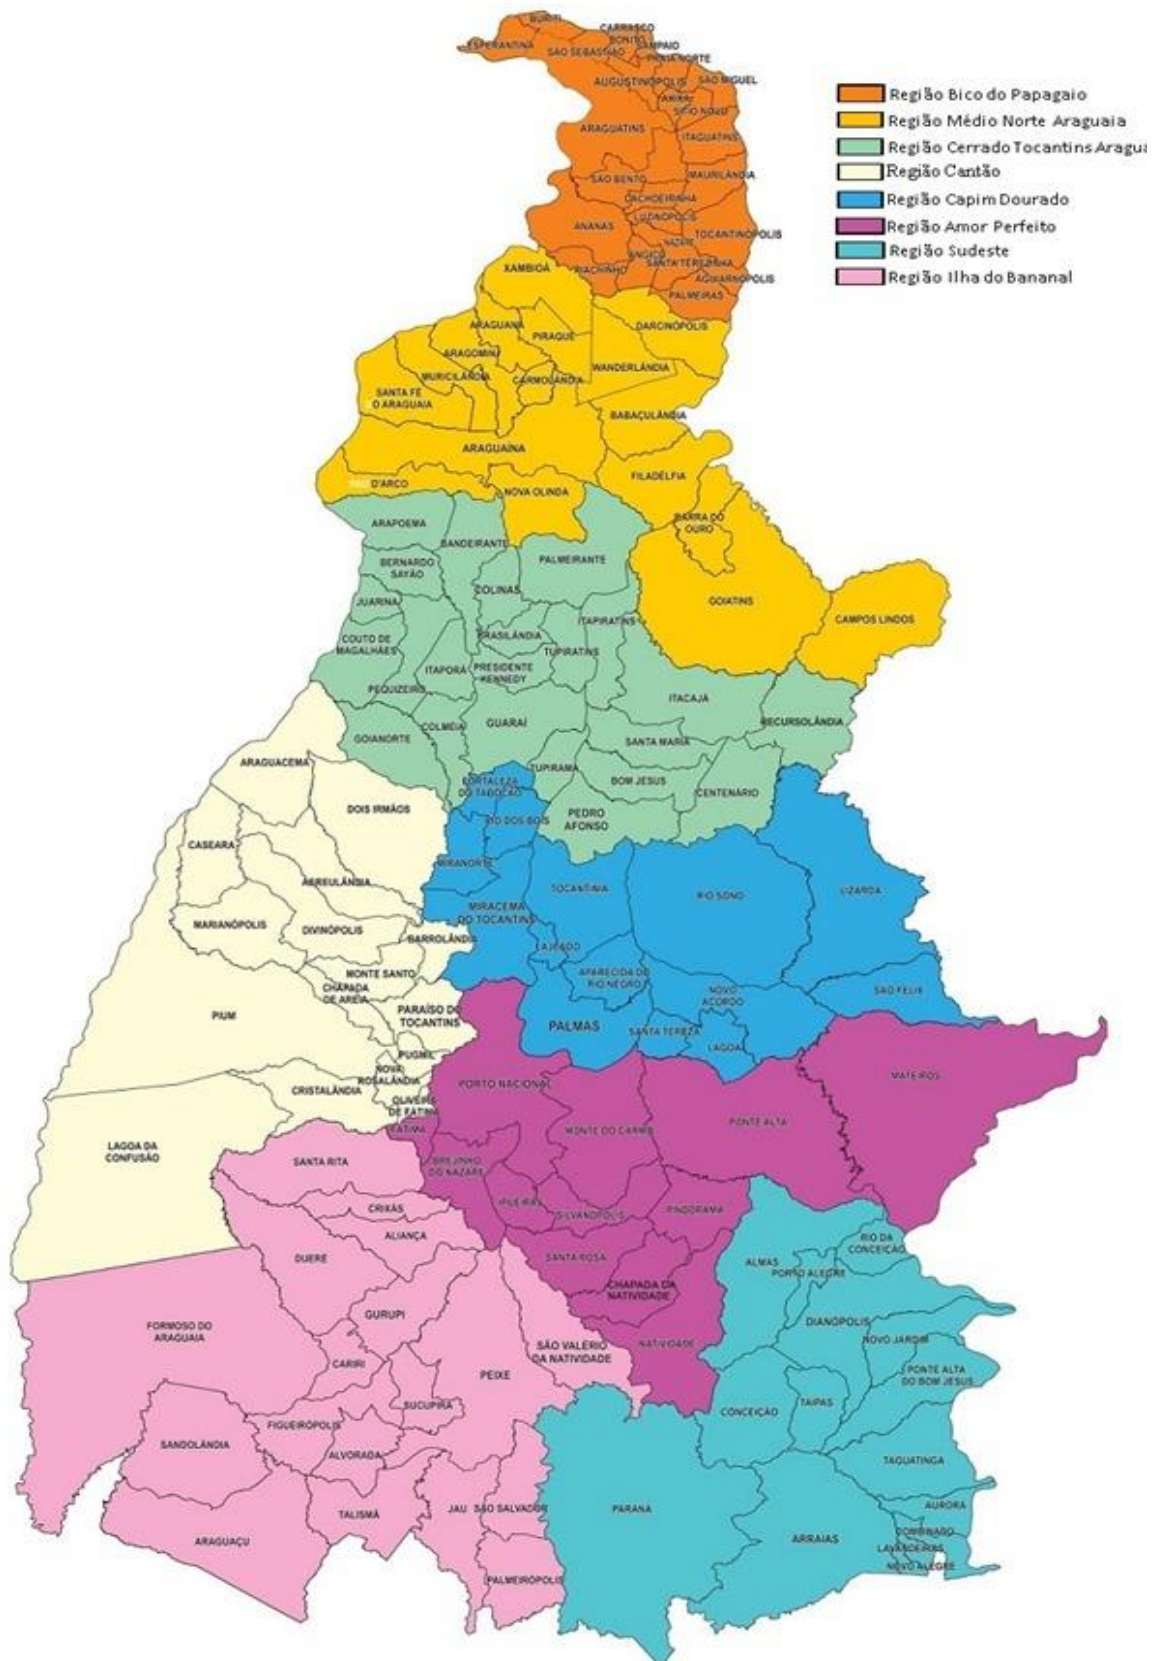 BURITI
CARRASCO
BONITO
ESPERANTINA
SÃO SEBASTIÃO
SAMPAIO
PRAIA NORTE
AUGUSTINÓPOLIS
SÃO MIGUEL
AXIXÁ
SÍTIO NOVO
ARAGUATINS
ITAGUATINS
SÃO BENTO
MAURILÂNDIA
CACHOEIRINHA
LUZINÓPOLIS
ANANÁS
TOCANTINÓPOLIS
NAZARÉ
ANGICO
SANTA TEREZINHA
RIACHINHO
AGUIARNÓPOLIS
PALMEIRAS
Região Bico do Papagaio
Região Médio Norte Araguaia
Região Cerrado Tocantins Aragua
Região Cantão
Região Capim Dourado
Região Amor Perfeito
Região Sudeste
Região Ilha do Bananal
XAMBIOÁ
ARAGUANÃ
DARCINÓPOLIS
PIRAQUÊ
ARAGOMINA
WANDERLÂNDIA
MURICILÂNDIA
CARMOLÂNDIA
SANTA FÉ
O ARAGUAIA
BABAÇULÂNDIA
ARAGUAÍNA
FILADÉLFIA
PAU D'ARCO
NOVA OLINDA
BARRA DO
OURO
GOIATINS
CAMPOS LINDOS
ARAPOEMA
BANDEIRANTE
PALMEIRANTE
BERNARDO
SAYÃO
COLINAS
JUARINA
ITAPIRATINS
COUTO DE
MAGALHÃES
BRASILÂNDIA
TUPIRATINS
ITAPORÃ
PRESIDENTE
KENNEDY
PEQUIZEIRO
ITACAJÁ
GUARAÍ
COLMÉIA
RECURSOLÂNDIA
GOIANORTE
SANTA MARIA
TUPIRAMA
BOM JESUS
CENTENÁRIO
PEDRO
AFONSO
ARAGUACEMA
FORTALEZA
DO TABOCÃO
DOIS IRMÃOS
RIO DOS BOIS
CASEARA
MIRANORTE
ABREULÂNDIA
TOCANTÍNIA
RIO SONO
LIZARDA
MIRACEMA
DO TOCANTINS
MARIANÓPOLIS
DIVINÓPOLIS
BARROLÂNDIA
LAJEADO
MONTE SANTO
CHAPADA
DE AREIA
APARECIDA DO
RIO NEGRO
NOVO
ACORDO
SÃO FELIX
PIUM
PARAÍSO DO
TOCANTINS
PALMAS
SANTA TEREZA
LAGOA
PUGMIL
NOVA
ROSALÂNDIA
CRISTALÂNDIA
OLIVEIRA
DE FÁTIMA
FÁTIMA
PORTO NACIONAL
MATEIROS
PONTE ALTA
MONTE DO CARMO
LAGOA DA
CONFUSÃO
BREJINHO
DO NAZARÉ
SANTA RITA
IPUEIRAS
SILVANÓPOLIS
PINDORAMA
CRIXÁS
ALIANÇA
DUERÉ
SANTA ROSA
CHAPADA DA
NATIVIDADE
RIO DA
CONCEIÇÃO
ALMAS
PORTO ALEGRE
FORMOSO DO
ARAGUAIA
GURUPI
DIANÓPOLIS
NOVO JARDIM
SÃO VALÉRIO
DA NATIVIDADE
NATIVIDADE
CARIRI
PEIXE
PONTE ALTA
DO BOM JESUS
SUCUPIRA
CONCEIÇÃO
TAIPAS
FIGUEIRÓPOLIS
SANDOLÂNDIA
ALVORADA
TAGUATINGA
JAU
SÃO SALVADOR
PARANÃ
AURORA
TALISMÃ
ARAGUAÇU
ARRAIAS
COMBINADO
LAVANDEIRAS
NOVO ALEGRE
PALMEIRÓPOLIS